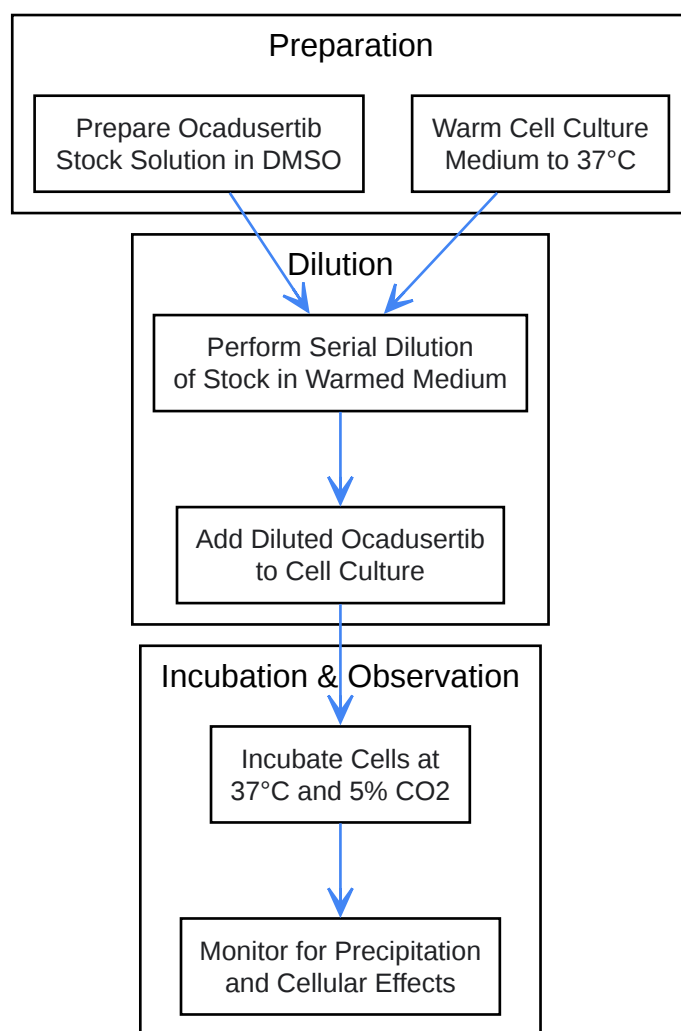 Preparation
Prepare Ocadusertib
Stock Solution in DMSO
Warm Cell Culture
Medium to 37°C
Dilution
Perform Serial Dilution
of Stock in Warmed Medium
Add Diluted Ocadusertib
to Cell Culture
Incubation & Observation
Incubate Cells at
37°C and 5% CO2
Monitor for Precipitation
and Cellular Effects